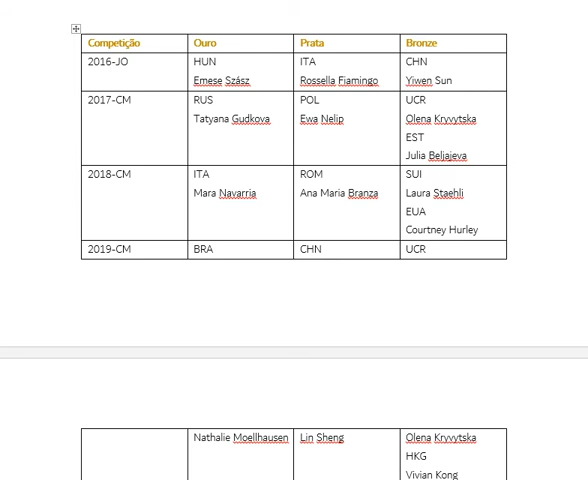 Competição Ouro Prata Bronze
2016-JO HUN ITA CHN
Emese Szász Rossella Fiamingo Yiwen Sun
2017-CM RUS POL UCR
Tatyana Gudkova Ewa Nelip Olena Kryvytska
EST
Julia Beljajeva
2018-CM ITA ROM SUI
Mara Navarria Ana Maria Branza Laura Staehli
EUA
Courtney Hurley
2019-CM BRA CHN UCR
Nathalie Moellhausen Lin Sheng Olena Kryvytska
HKG
Vivian Kong